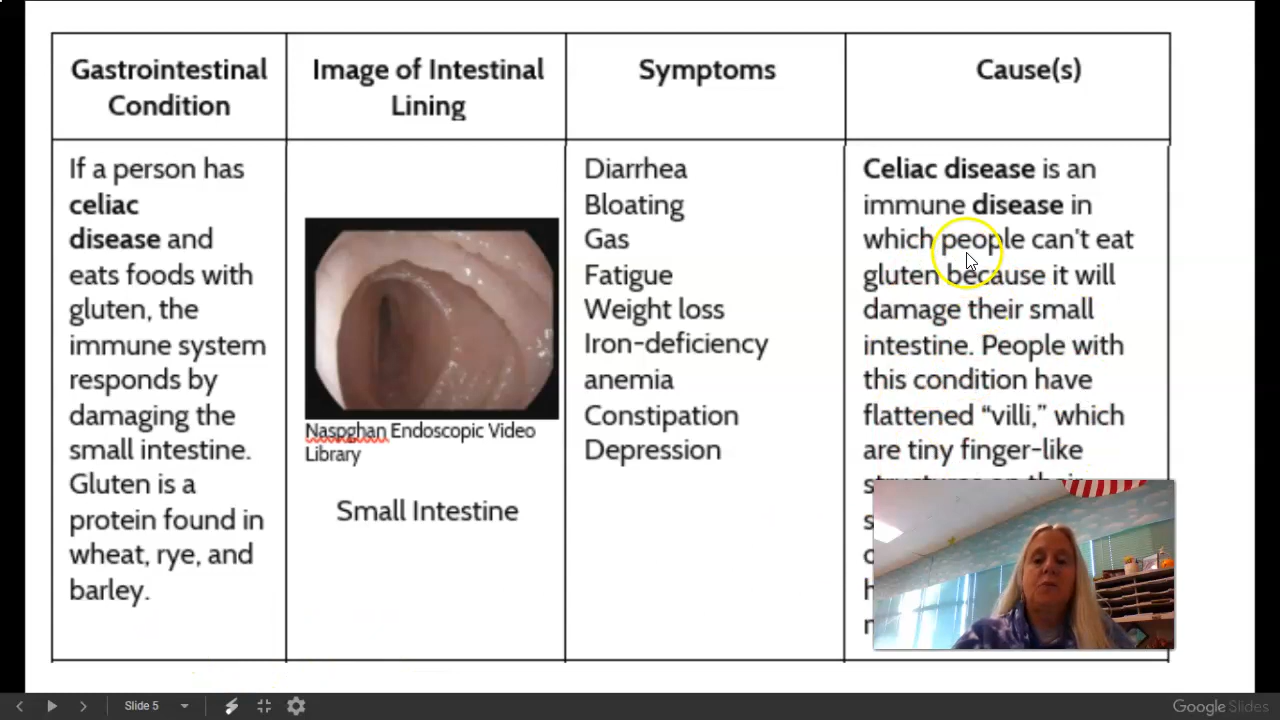 Gastrointestinal
Condition
Image of Intestinal
Lining
Symptoms
Cause(s)
If a person has
celiac
disease and
eats foods with
gluten, the
immune system
responds by
damaging the
small intestine.
Gluten is a
protein found in
wheat, rye, and
barley.
Naspghan Endoscopic Video
Library
Small Intestine
Diarrhea
Bloating
Gas
Fatigue
Weight loss
Iron-deficiency
anemia
Constipation
Depression
Celiac disease is an
immune disease in
which people can't eat
gluten because it will
damage their small
intestine. People with
this condition have
flattened “villi,” which
are tiny finger-like
Slide 5
Google Slides